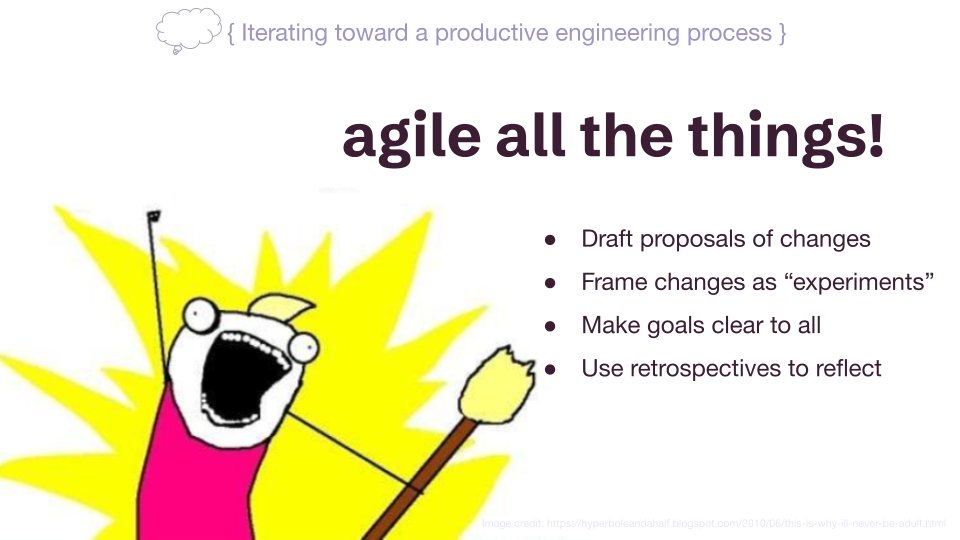 { Iterating toward a productive engineering process }
agile all the things!
● Draft proposals of changes
● Frame changes as “experiments”
● Make goals clear to all
● Use retrospectives to reflect
Image credit: https://hyperboleandahalf.blogspot.com/2010/06/this-is-why-ill-never-be-adult.html